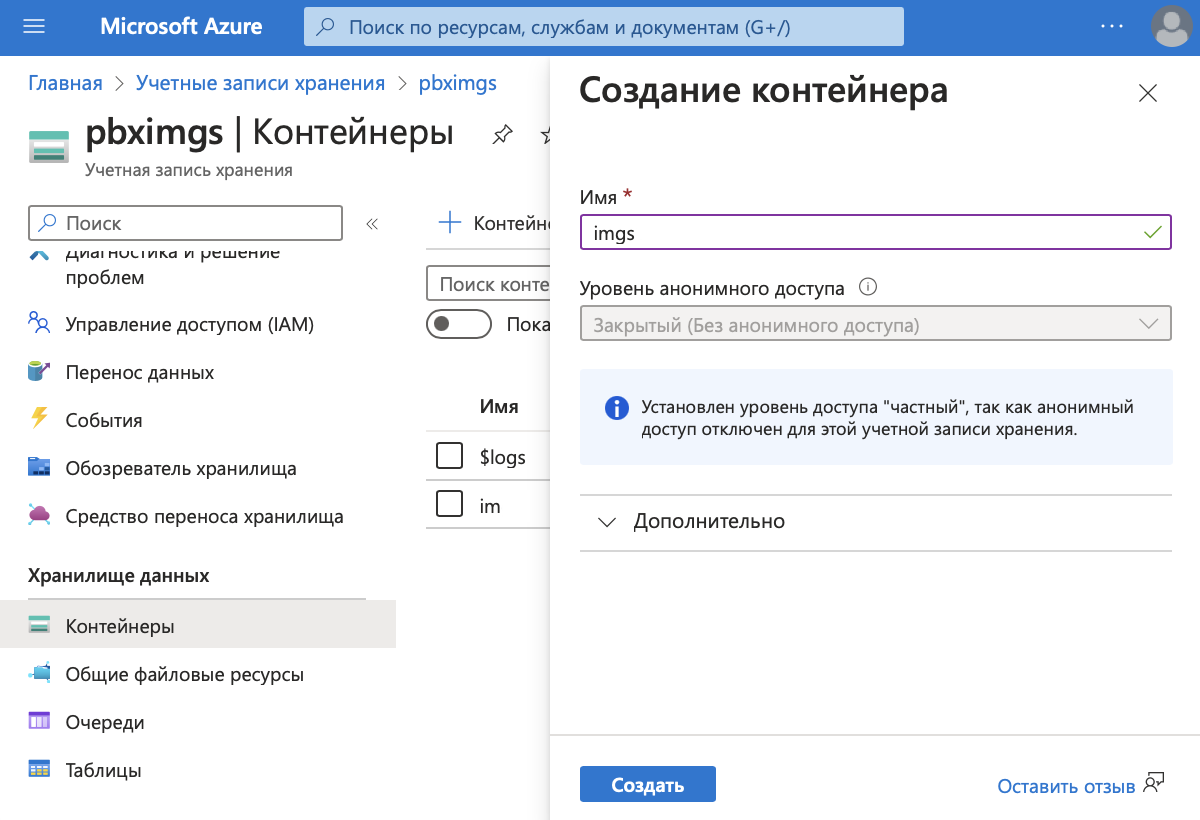 Microsoft Azure
Поиск по ресурсам, службам и документам (G+/)
Главная > Учетные записи хранения > pbximgs
pbximgs | Контейнеры
Учетная запись хранения
Поиск
Диагностика и решение
проблем
Управление доступом (IAM)
Перенос данных
События
Обозреватель хранилища
Средство переноса хранилища
Хранилище данных
Контейнеры
Общие файловые ресурсы
Очереди
Таблицы
Контейне
Поиск конте
Пока
Имя
$logs
im
Создание контейнера
Имя *
imgs
Уровень анонимного доступа
Закрытый (Без анонимного доступа)
Установлен уровень доступа "частный", так как анонимный
доступ отключен для этой учетной записи хранения.
Дополнительно
Создать
Оставить отзыв